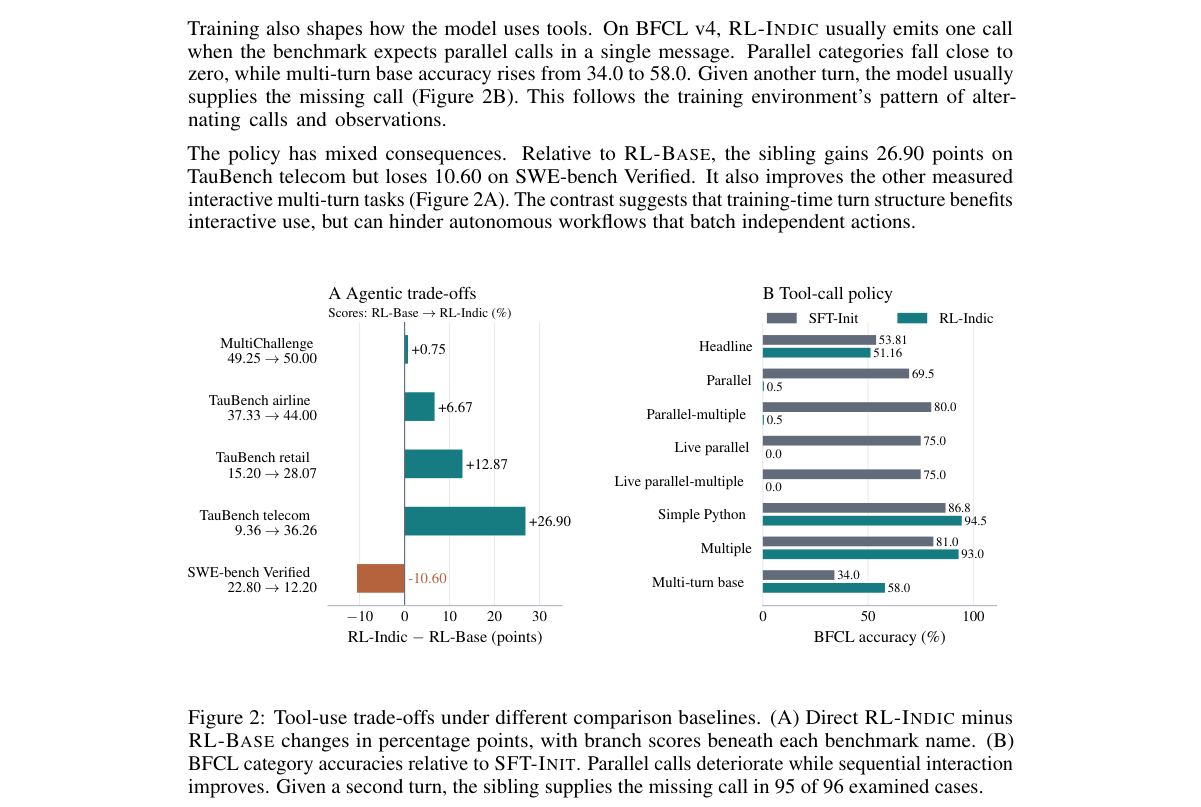 Training also shapes how the model uses tools. On BFCL v4, RL-INDIC usually emits one call
when the benchmark expects parallel calls in a single message. Parallel categories fall close to
zero, while multi-turn base accuracy rises from 34.0 to 58.0. Given another turn, the model usually
supplies the missing call (Figure 2B). This follows the training environment's pattern of alter-
nating calls and observations.
The policy has mixed consequences. Relative to RL-BASE, the sibling gains 26.90 points on
TauBench telecom but loses 10.60 on SWE-bench Verified. It also improves the other measured
interactive multi-turn tasks (Figure 2A). The contrast suggests that training-time turn structure benefits
interactive use, but can hinder autonomous workflows that batch independent actions.
A Agentic trade-offs
Scores: RL-Base → RL-Indic (%)
MultiChallenge
49.25 → 50.00
+0.75
TauBench airline
37.33 → 44.00
+6.67
TauBench retail
15.20 → 28.07
+12.87
TauBench telecom
9.36 → 36.26
+26.90
SWE-bench Verified
22.80 → 12.20
-10.60
−10 0 10 20 30
RL-Indic − RL-Base (points)
B Tool-call policy
SFT-Init RL-Indic
Headline 53.81
51.16
Parallel 69.5
0.5
Parallel-multiple 80.0
0.5
Live parallel 75.0
0.0
Live parallel-multiple 75.0
0.0
Simple Python 86.8
94.5
Multiple 81.0
93.0
Multi-turn base 34.0
58.0
0 50 100
BFCL accuracy (%)
Figure 2: Tool-use trade-offs under different comparison baselines. (A) Direct RL-INDIC minus
RL-BASE changes in percentage points, with branch scores beneath each benchmark name. (B)
BFCL category accuracies relative to SFT-INIT. Parallel calls deteriorate while sequential interaction
improves. Given a second turn, the sibling supplies the missing call in 95 of 96 examined cases.